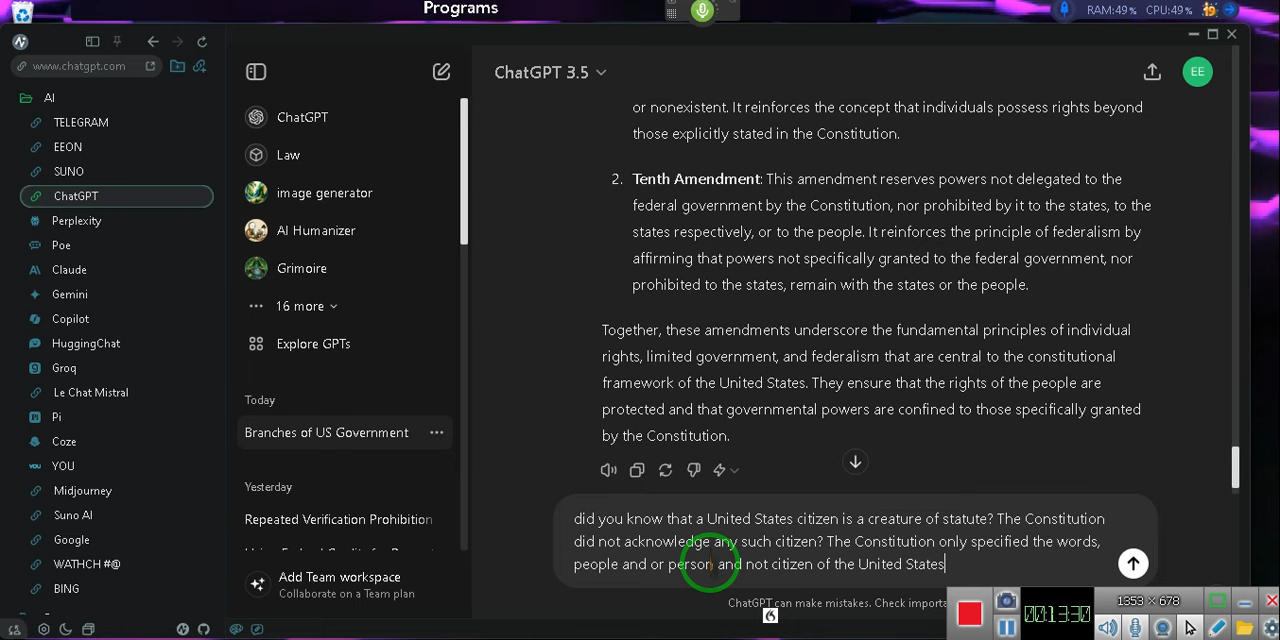 Programs
RAM:49% CPU:49%
www.chatgpt.com
AI
TELEGRAM
EEON
SUNO
ChatGPT
Perplexity
Poe
Claude
Gemini
Copilot
HuggingChat
Groq
Le Chat Mistral
Pi
Coze
YOU
Midjourney
Suno AI
Google
WATHCH #@
BING
ChatGPT
Law
image generator
AI Humanizer
Grimoire
16 more
Explore GPTs
Today
Branches of US Government
Yesterday
Repeated Verification Prohibition
Add Team workspace
Collaborate on a Team plan
ChatGPT 3.5
EE
or nonexistent. It reinforces the concept that individuals possess rights beyond
those explicitly stated in the Constitution.
2. Tenth Amendment: This amendment reserves powers not delegated to the
federal government by the Constitution, nor prohibited by it to the states, to the
states respectively, or to the people. It reinforces the principle of federalism by
affirming that powers not specifically granted to the federal government, nor
prohibited to the states, remain with the states or the people.
Together, these amendments underscore the fundamental principles of individual
rights, limited government, and federalism that are central to the constitutional
framework of the United States. They ensure that the rights of the people are
protected and that governmental powers are confined to those specifically granted
by the Constitution.
did you know that a United States citizen is a creature of statute? The Constitution
did not acknowledge any such citizen? The Constitution only specified the words,
people and or person and not citizen of the United States
ChatGPT can make mistakes. Check importa
00:13:30
1353 × 678